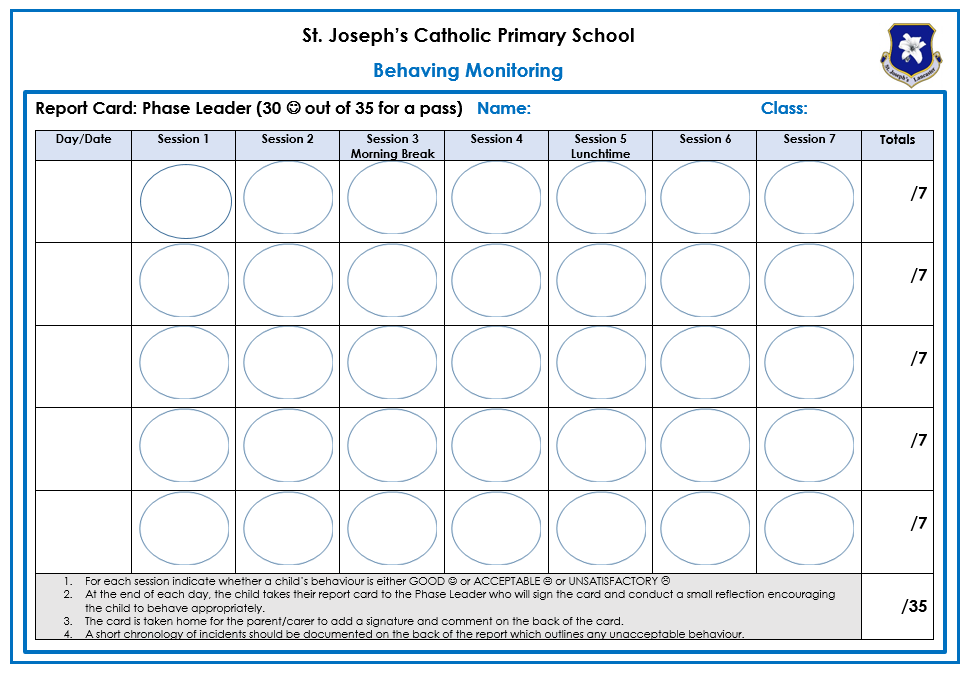 St. Joseph's Catholic Primary School
Behaving Monitoring
St. Joseph's Lancaster
Report Card: Phase Leader (30 ☺ out of 35 for a pass) Name: Class:
Day/Date Session 1 Session 2 Session 3 Session 4 Session 5 Session 6 Session 7 Totals
Morning Break Lunchtime
/7
/7
/7
/7
/7
1. For each session indicate whether a child's behaviour is either GOOD ☺ or ACCEPTABLE 😐 or UNSATISFACTORY ☹
2. At the end of each day, the child takes their report card to the Phase Leader who will sign the card and conduct a small reflection encouraging
the child to behave appropriately.
3. The card is taken home for the parent/carer to add a signature and comment on the back of the card.
4. A short chronology of incidents should be documented on the back of the report which outlines any unacceptable behaviour.
/35